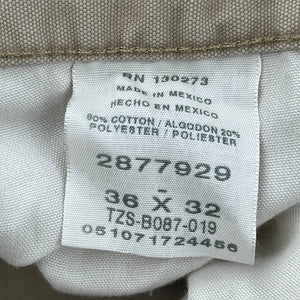 RN 130273
MADE IN MEXICO
HECHO EN MEXICO
80% COTTON / ALGODON 20%
POLYESTER / POLIESTER
2877929
-
36 X 32
TZS-B087-019
051071724456